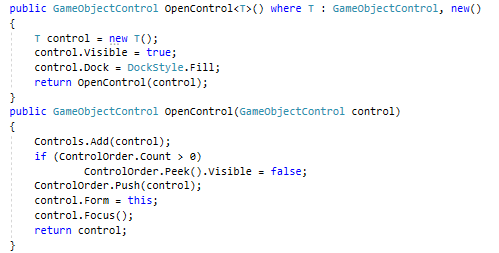 public GameObjectControl OpenControl<T>() where T : GameObjectControl, new()
{
    T control = new T();
    control.Visible = true;
    control.Dock = DockStyle.Fill;
    return OpenControl(control);
}
public GameObjectControl OpenControl(GameObjectControl control)
{
    Controls.Add(control);
    if (ControlOrder.Count > 0)
            ControlOrder.Peek().Visible = false;
    ControlOrder.Push(control);
    control.Form = this;
    control.Focus();
    return control;
}